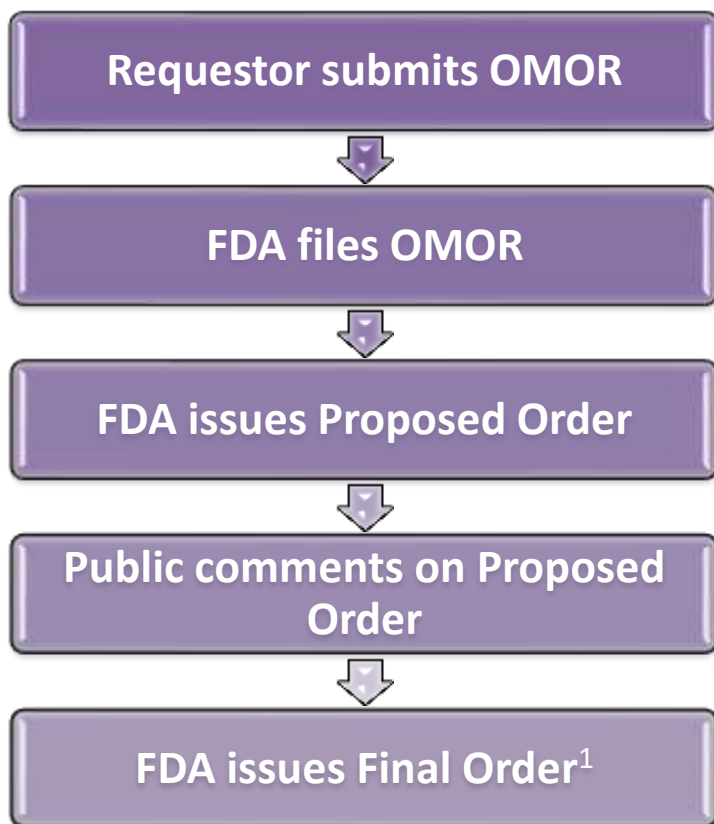 Requestor submits OMOR
FDA files OMOR
FDA issues Proposed Order
Public comments on Proposed
Order
FDA issues Final Order¹